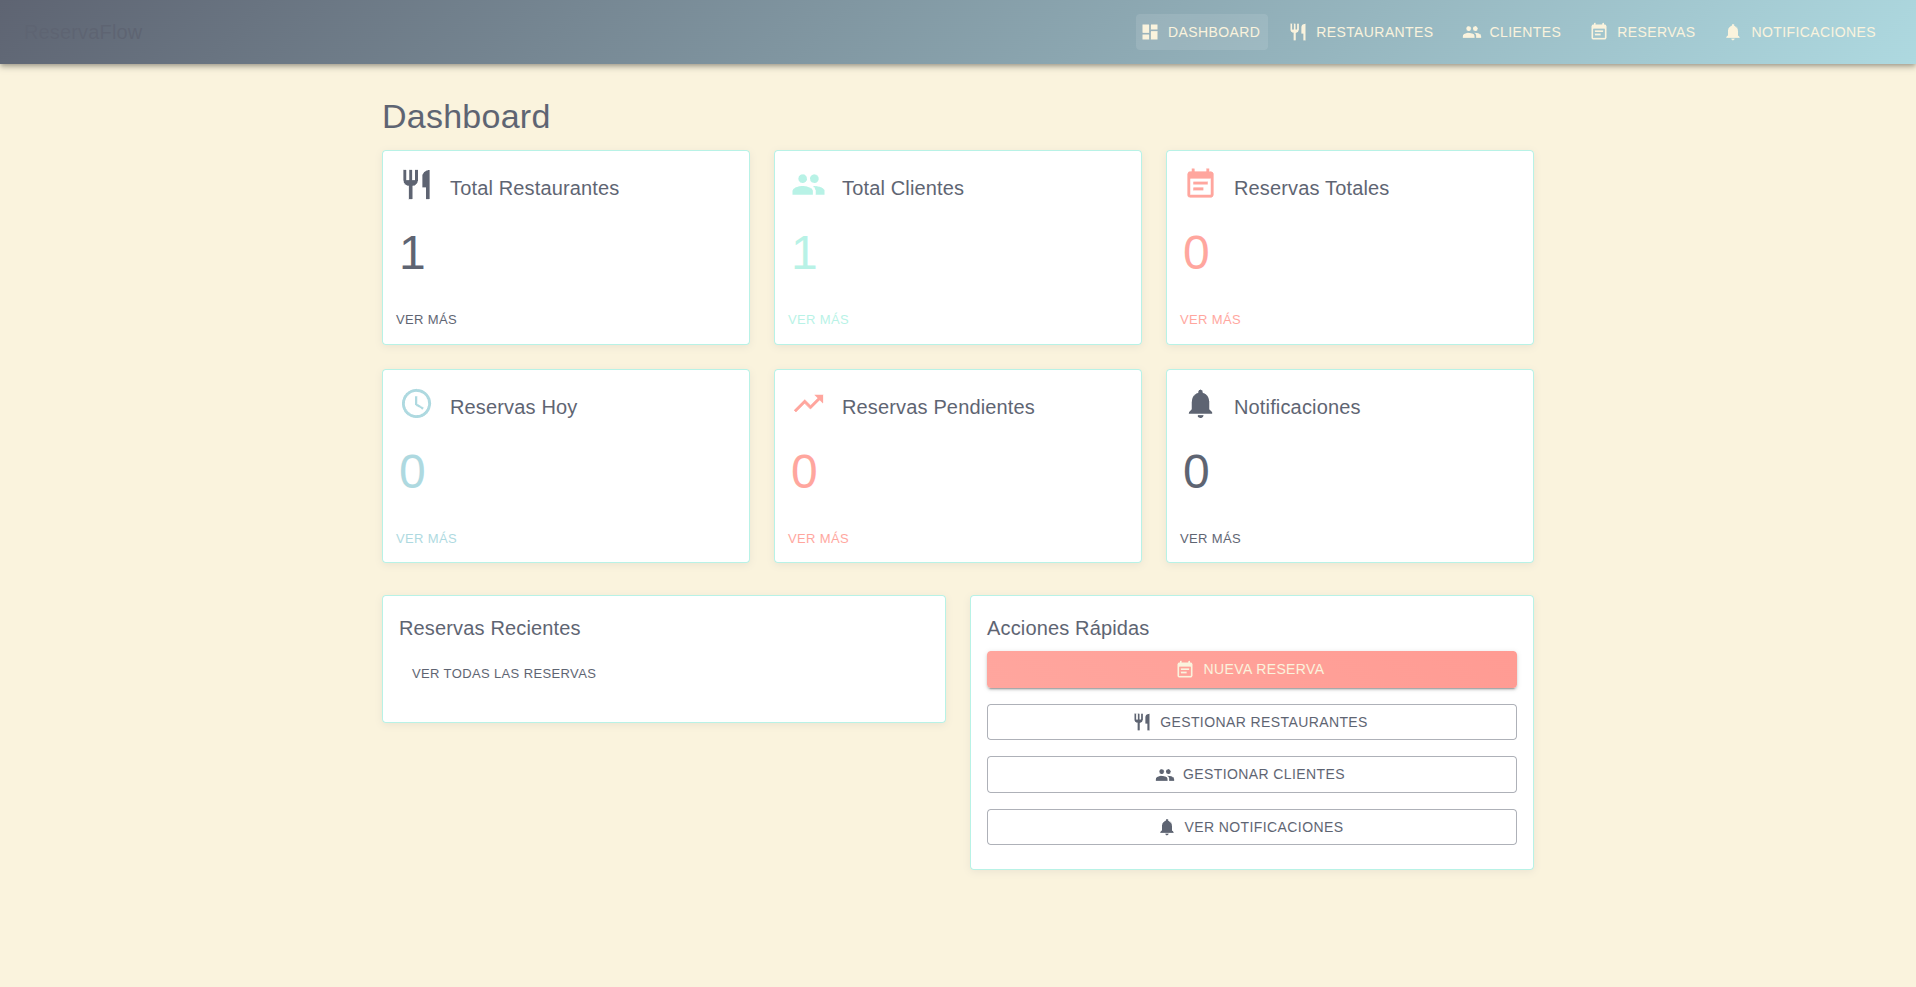 ReservaFlow
DASHBOARD RESTAURANTES CLIENTES RESERVAS NOTIFICACIONES
Dashboard
Total Restaurantes
1
VER MÁS
Total Clientes
1
VER MÁS
Reservas Totales
0
VER MÁS
Reservas Hoy
0
VER MÁS
Reservas Pendientes
0
VER MÁS
Notificaciones
0
VER MÁS
Reservas Recientes
VER TODAS LAS RESERVAS
Acciones Rápidas
NUEVA RESERVA
GESTIONAR RESTAURANTES
GESTIONAR CLIENTES
VER NOTIFICACIONES